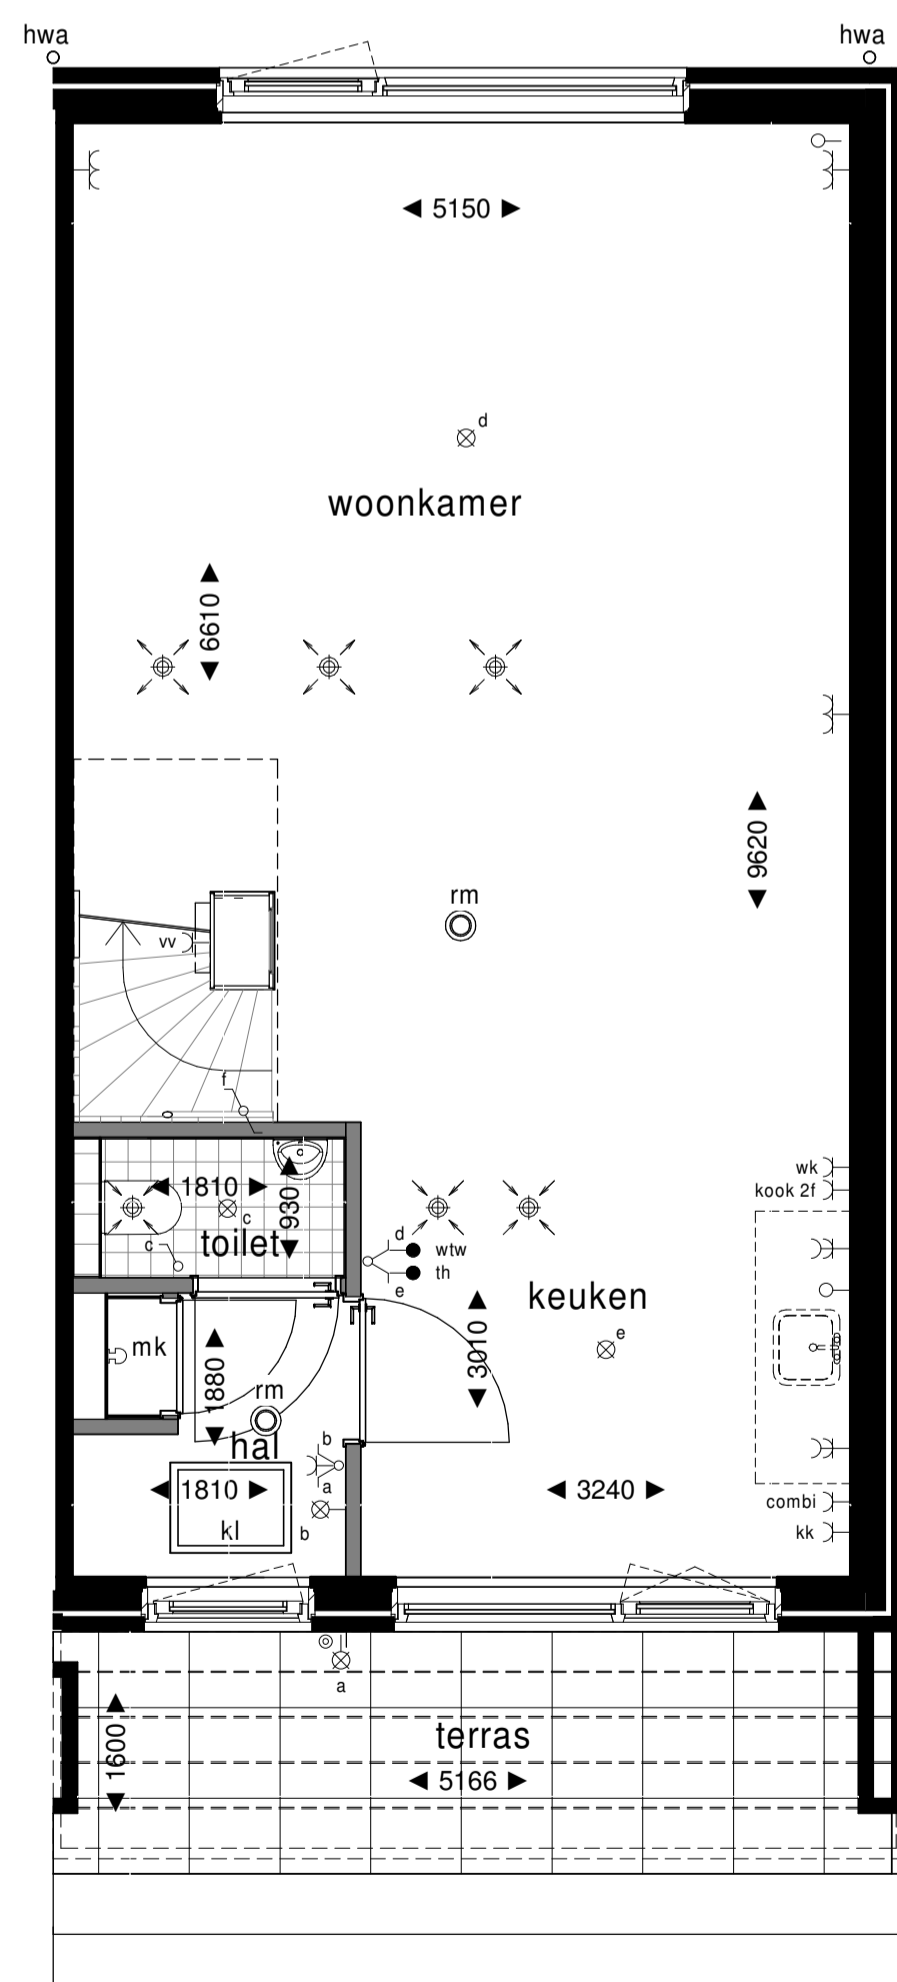 hwa hwa
5150
d
woonkamer
6610
9620
rm
vv
f
wk
kook 2f
1810
930
c
c
toilet
d
wtw
th
e
keuken
e
3010
mk
880
rm
hal
b
a
1810
3240
combi
kl
b
kk
a
terras
1600
5166